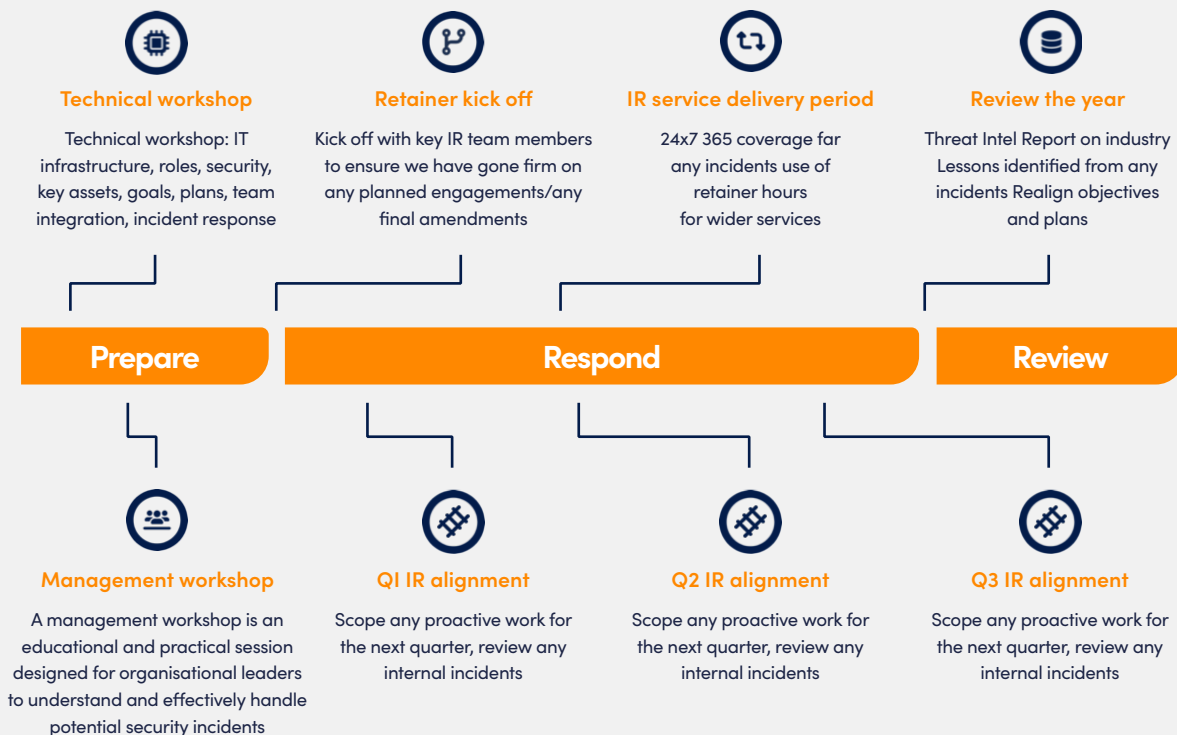 Technical workshop
Technical workshop: IT
infrastructure, roles, security,
key assets, goals, plans, team
integration, incident response
Retainer kick off
Kick off with key IR team members
to ensure we have gone firm on
any planned engagements/any
final amendments
IR service delivery period
24x7 365 coverage far
any incidents use of
retainer hours
for wider services
Review the year
Threat Intel Report on industry
Lessons identified from any
incidents Realign objectives
and plans
Prepare
Respond
Review
Management workshop
A management workshop is an
educational and practical session
designed for organisational leaders
to understand and effectively handle
potential security incidents
Q1 IR alignment
Scope any proactive work for
the next quarter, review any
internal incidents
Q2 IR alignment
Scope any proactive work for
the next quarter, review any
internal incidents
Q3 IR alignment
Scope any proactive work for
the next quarter, review any
internal incidents